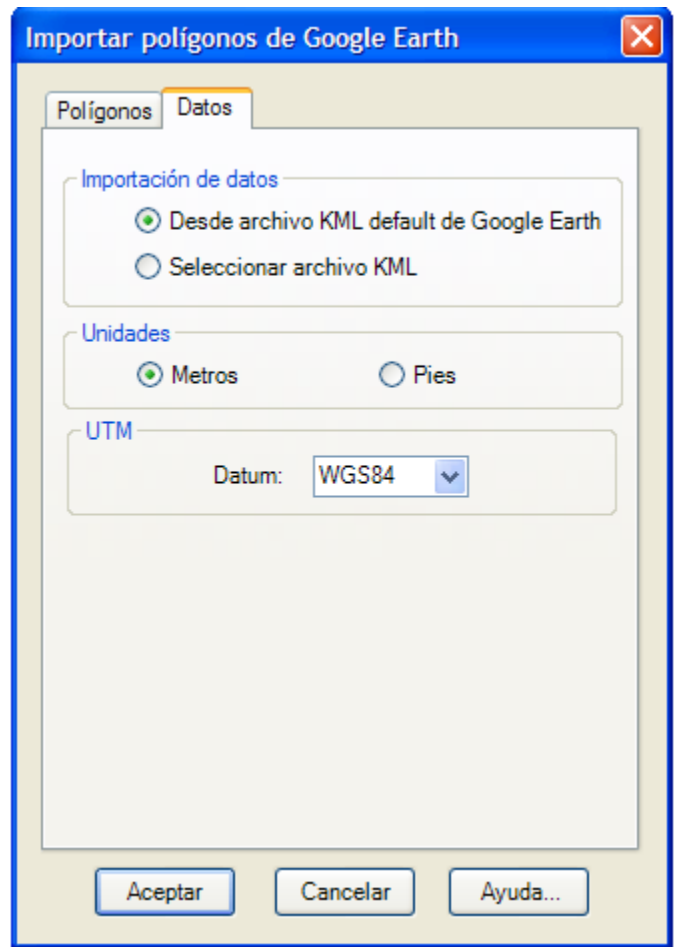 Importar polígonos de Google Earth
Polígonos Datos
Importación de datos
Desde archivo KML default de Google Earth
Seleccionar archivo KML
Unidades
Metros Pies
UTM
Datum: WGS84
Aceptar Cancelar Ayuda...